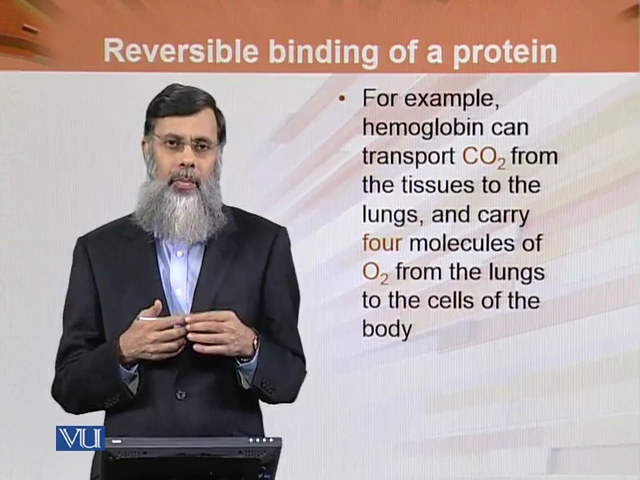 Reversible binding of a protein
• For example,
hemoglobin can
transport CO₂ from
the tissues to the
lungs, and carry
four molecules of
O₂ from the lungs
to the cells of the
body
VU